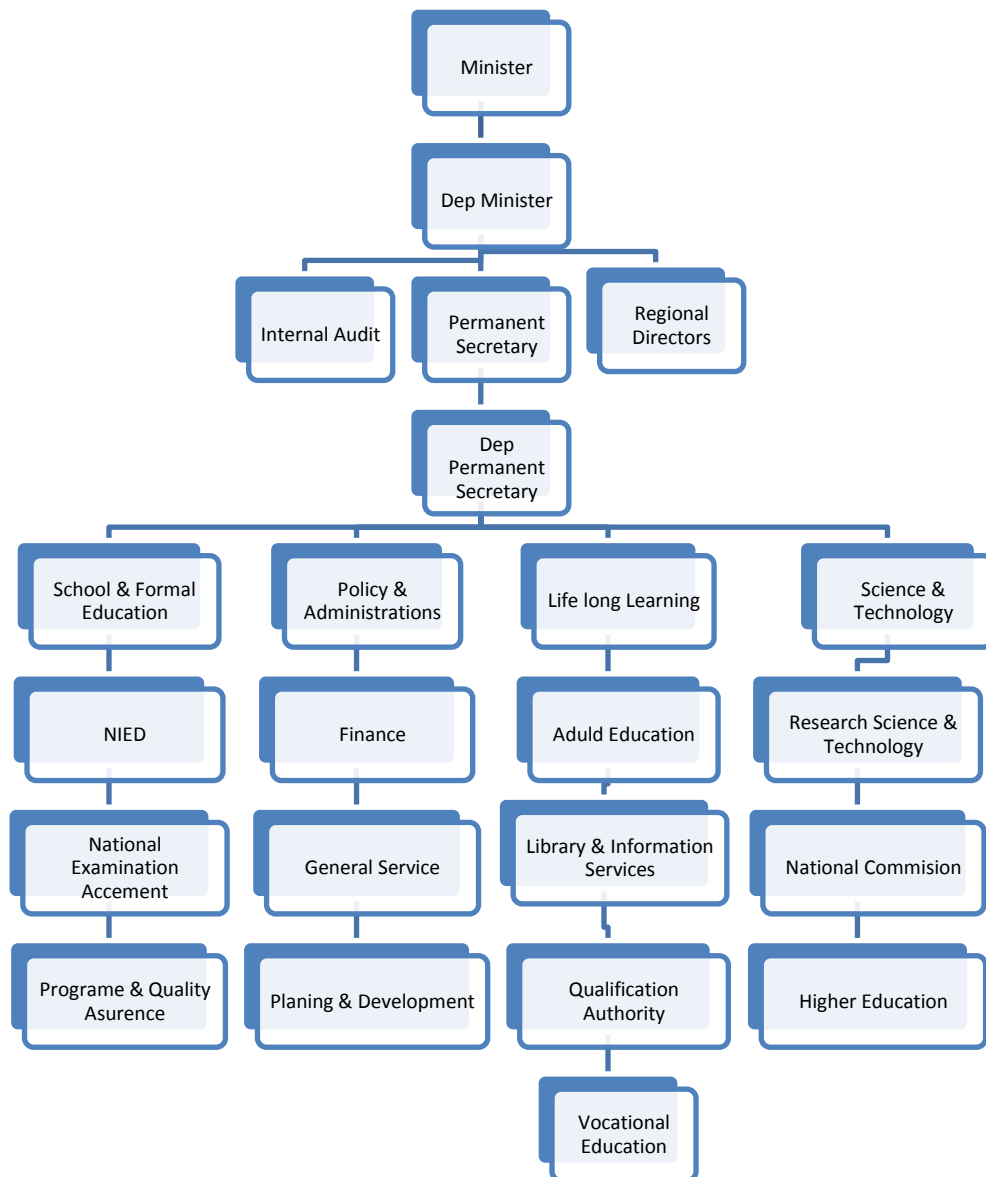 Minister
Dep Minister
Internal Audit
Permanent
Secretary
Regional
Directors
Dep
Permanent
Secretary
School & Formal
Education
Policy &
Administrations
Life long Learning
Science &
Technology
NIED
Finance
Aduld Education
Research Science &
Technology
National
Examination
Accement
General Service
Library & Information
Services
National Commision
Programe & Quality
Asurence
Planing & Development
Qualification
Authority
Higher Education
Vocational
Education